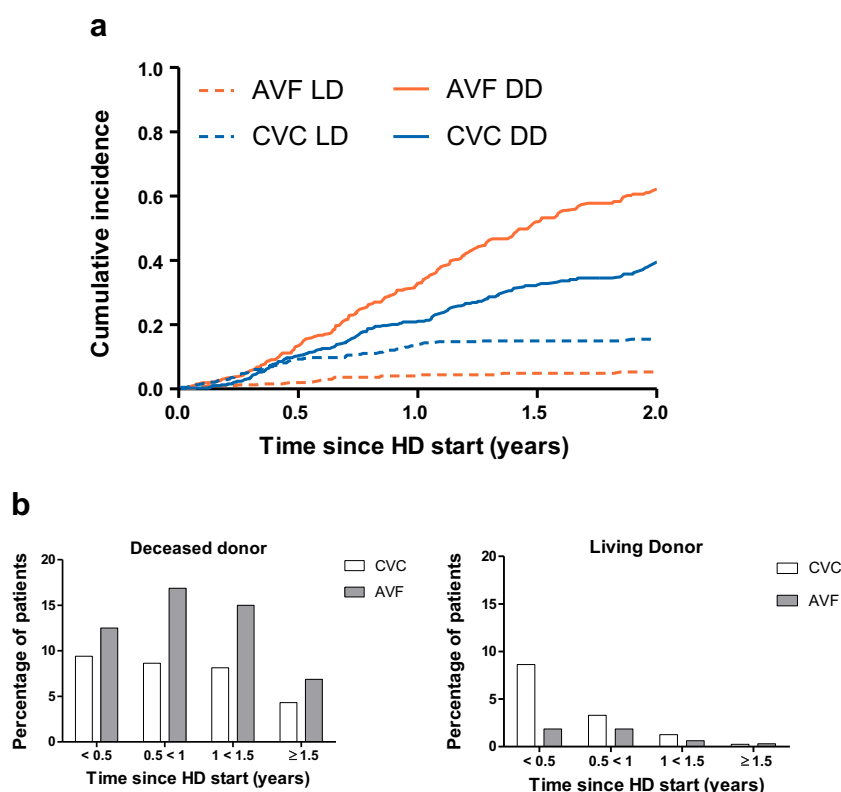 a
1.0
0.8
0.6
0.4
0.2
0.0
Cumulative incidence
AVF LD
AVF DD
CVC LD
CVC DD
0.0 0.5 1.0 1.5 2.0
Time since HD start (years)
b
Deceased donor
Percentage of patients
20
15
10
5
0
CVC
AVF
< 0.5 0.5 < 1 1 < 1.5 ≥ 1.5
Time since HD start (years)
Living Donor
Percentage of patients
20
15
10
5
0
CVC
AVF
< 0.5 0.5 < 1 1 < 1.5 ≥ 1.5
Time since HD start (years)